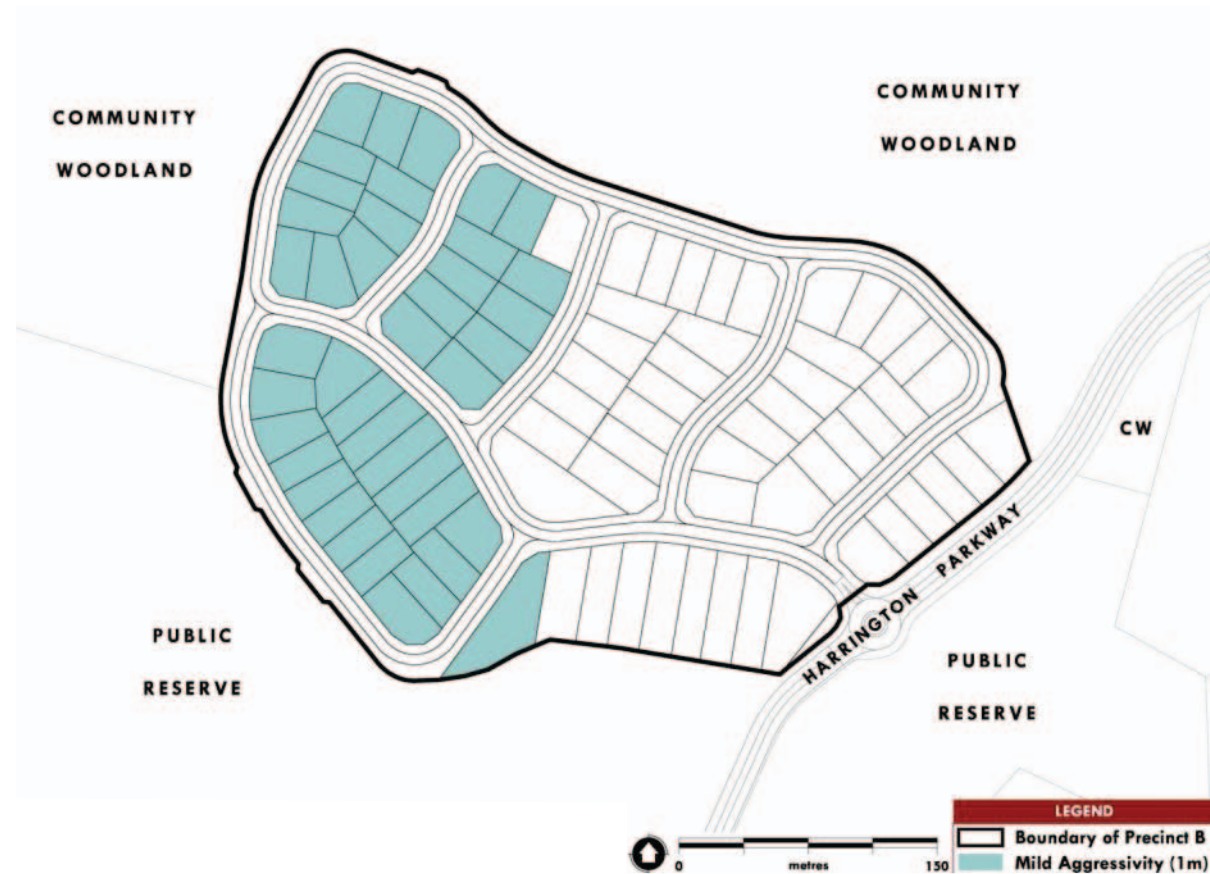 COMMUNITY
WOODLAND
COMMUNITY
WOODLAND
CW
HARRINGTON PARKWAY
PUBLIC
RESERVE
PUBLIC
RESERVE
LEGEND
Boundary of Precinct B
Mild Aggressivity (1m)
0 metres 150